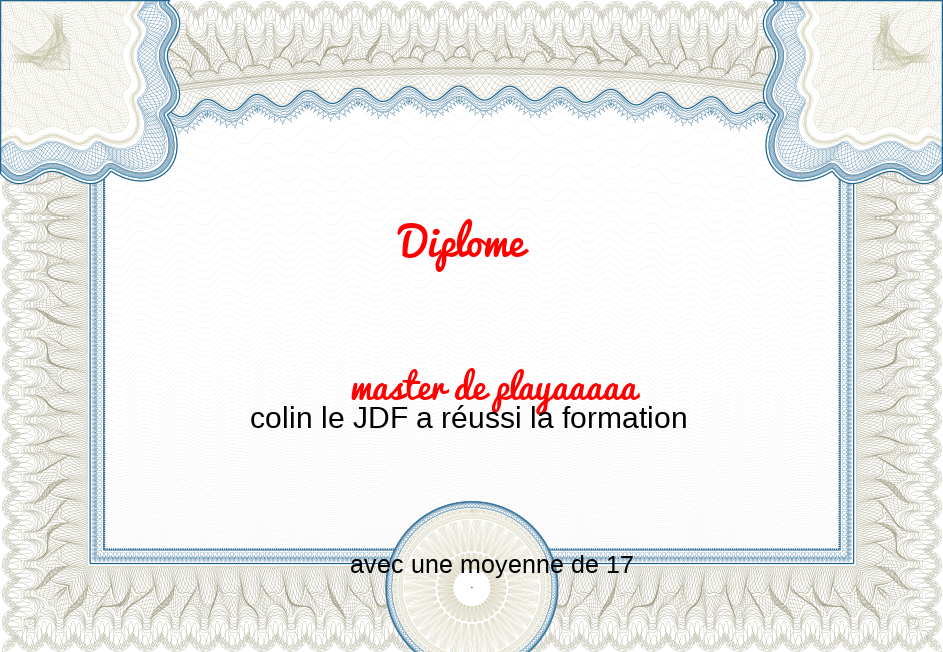 Diplome
master de playaaaaa
colin le JDF a réussi la formation
avec une moyenne de 17